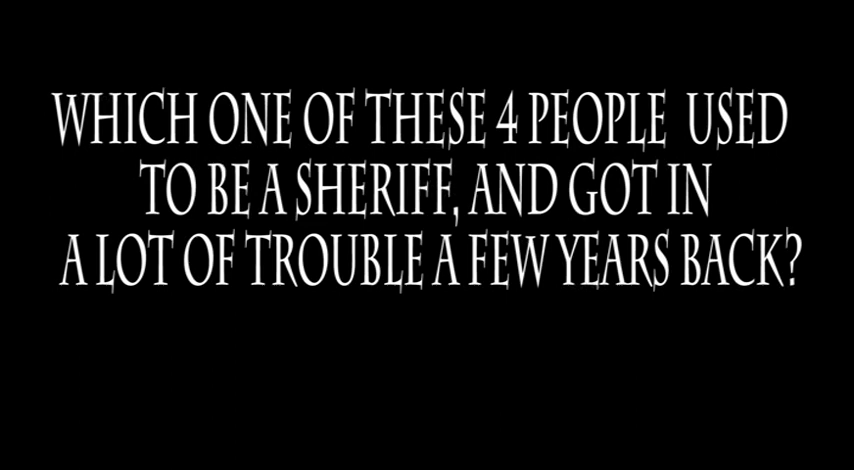 WHICH ONE OF THESE 4 PEOPLE USED
TO BE A SHERIFF, AND GOT IN
A LOT OF TROUBLE A FEW YEARS BACK?